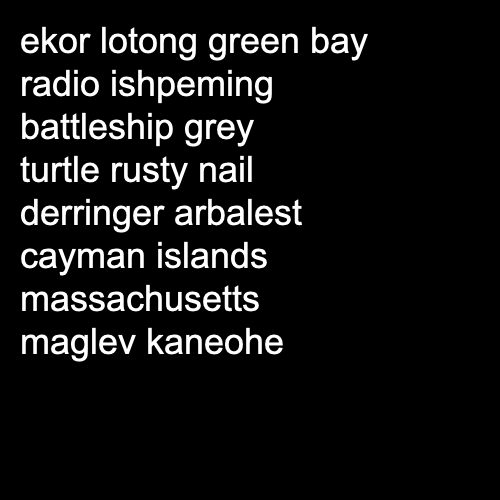 ekor lotong green bay
radio ishpeming
battleship grey
turtle rusty nail
derringer arbalest
cayman islands
massachusetts
maglev kaneohe